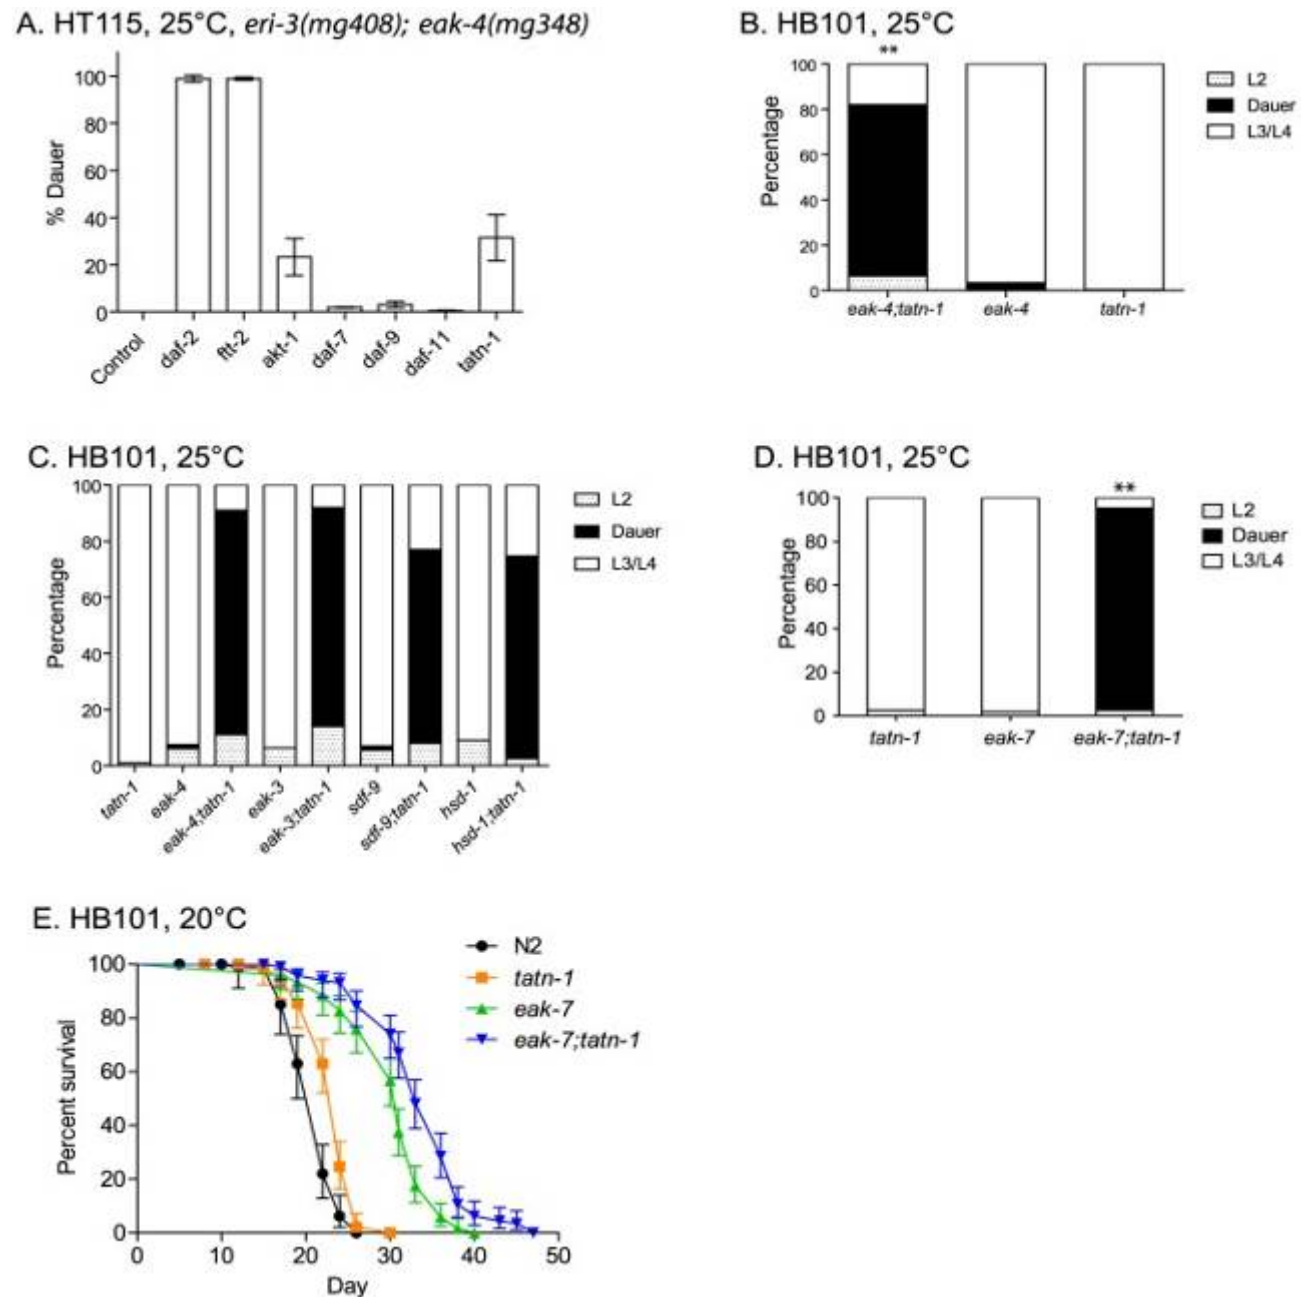 A. HT115, 25°C, eri-3(mg408); eak-4(mg348)
% Dauer
100
80
60
40
20
0
Control
daf-2
ftt-2
akt-1
daf-7
daf-9
daf-11
tatn-1
B. HB101, 25°C
**
Percentage
100
80
60
40
20
0
eak-4;tatn-1
eak-4
tatn-1
L2
Dauer
L3/L4
C. HB101, 25°C
Percentage
100
80
60
40
20
0
tatn-1
eak-4
eak-4;tatn-1
eak-3
eak-3;tatn-1
sdf-9
sdf-9;tatn-1
hsd-1
hsd-1;tatn-1
L2
Dauer
L3/L4
D. HB101, 25°C
**
Percentage
100
80
60
40
20
0
tatn-1
eak-7
eak-7;tatn-1
L2
Dauer
L3/L4
E. HB101, 20°C
Percent survival
100
80
60
40
20
0
0 10 20 30 40 50
Day
N2
tatn-1
eak-7
eak-7;tatn-1